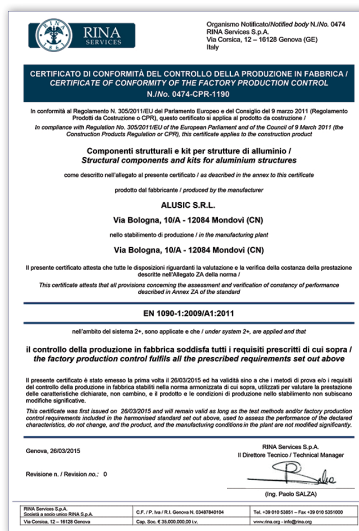 RINA
SERVICES
Organismo Notificato/Notified body N./No. 0474
RINA Services S.p.A.
Via Corsica, 12 – 16128 Genova (GE)
Italy
CERTIFICATO DI CONFORMITÀ DEL CONTROLLO DELLA PRODUZIONE IN FABBRICA /
CERTIFICATE OF CONFORMITY OF THE FACTORY PRODUCTION CONTROL
N./No. 0474-CPR-1190
In conformità al Regolamento N. 305/2011/EU del Parlamento Europeo e del Consiglio del 9 marzo 2011 (Regolamento
Prodotti da Costruzione o CPR), questo certificato si applica al prodotto da costruzione /
In compliance with Regulation No. 305/2011/EU of the European Parliament and of the Council of 9 March 2011 (the
Construction Products Regulation or CPR), this certificate applies to the construction product
Componenti strutturali e kit per strutture di alluminio /
Structural components and kits for aluminium structures
come descritto nell'allegato al presente certificato / as described in the annex to this certificate
prodotto dal fabbricante / produced by the manufacturer
ALUSIC S.R.L.
Via Bologna, 10/A - 12084 Mondovì (CN)
nello stabilimento di produzione / in the manufacturing plant
Via Bologna, 10/A - 12084 Mondovì (CN)
Il presente certificato attesta che tutte le disposizioni riguardanti la valutazione e la verifica della costanza della prestazione
descritte nell'Allegato ZA della norma /
This certificate attests that all provisions concerning the assessment and verification of constancy of performance
described in Annex ZA of the standard
EN 1090-1:2009/A1:2011
nell'ambito del sistema 2+, sono applicate e che / under system 2+, are applied and that
il controllo della produzione in fabbrica soddisfa tutti i requisiti prescritti di cui sopra /
the factory production control fulfils all the prescribed requirements set out above
Il presente certificato è stato emesso la prima volta il 26/03/2015 ed ha validità sino a che i metodi di prova e/o i requisiti
del controllo della produzione in fabbrica stabiliti nella norma armonizzata di cui sopra, utilizzati per valutare la prestazione
delle caratteristiche dichiarate, non cambino, e il prodotto e le condizioni di produzione nello stabilimento non subiscano
modifiche significative.
This certificate was first issued on 26/03/2015 and will remain valid as long as the test methods and/or factory production
control requirements included in the harmonised standard set out above, used to assess the performance of the declared
characteristics, do not change, and the product, and the manufacturing conditions in the plant are not modified significantly.
Genova, 26/03/2015
RINA Services S.p.A.
Il Direttore Tecnico / Technical Manager
Revisione n. / Revision no.: 0
(Ing. Paolo SALZA)
RINA Services S.p.A.
Società a socio unico RINA S.p.A.
Via Corsica, 12 – 16128 Genova
C.F. / P. Iva / R.I. Genova N. 03487840104
Cap. Soc. € 35.000.000,00 i.v.
Tel. +39 010 53851 – Fax +39 010 5351000
www.rina.org - info@rina.org